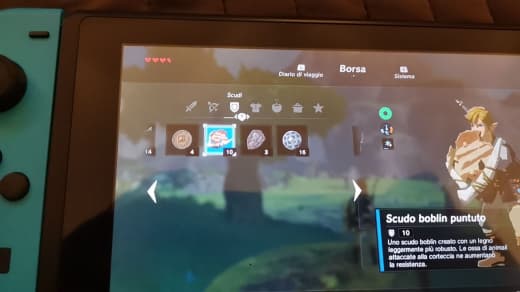 Diario di viaggio
Borsa
Sistema
Scudi
14
4
10
3
15
Scudo boblin puntuto
10
Uno scudo boblin creato con un legno
leggermente più robusto. Le ossa di animali
attaccate alla corteccia ne aumentano
la resistenza.